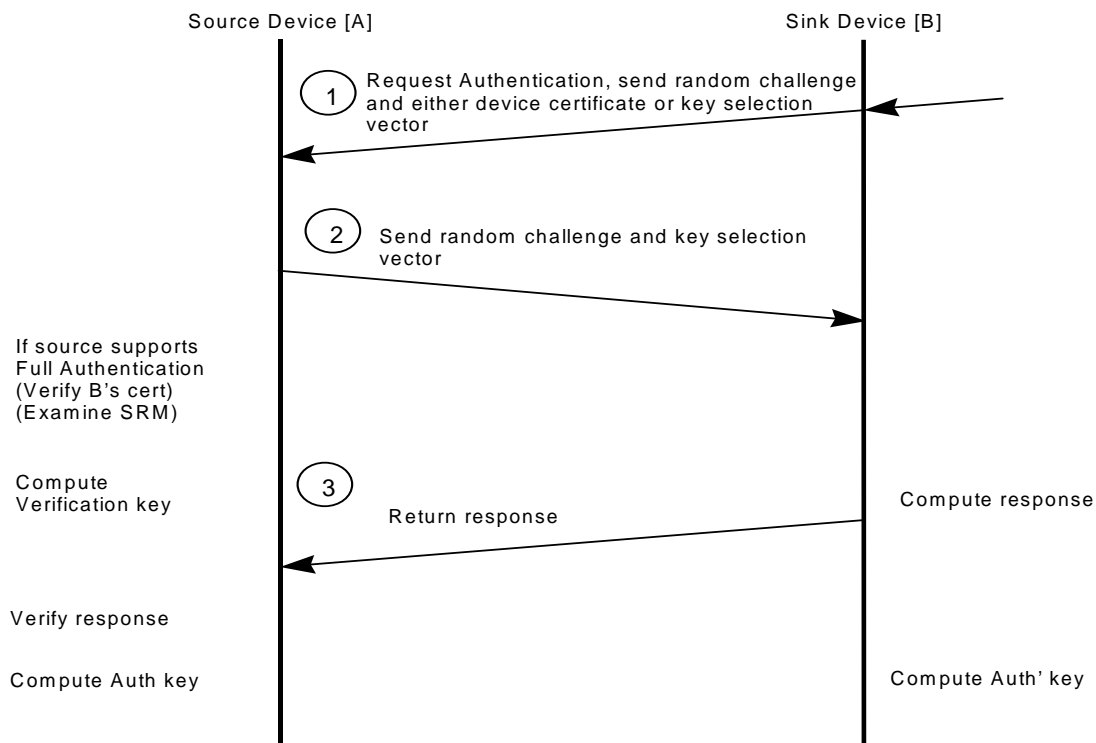 Source Device [A]
Sink Device [B]
1
Request Authentication, send random challenge
and either device certificate or key selection
vector
2
Send random challenge and key selection
vector
If source supports
Full Authentication
(Verify B's cert)
(Examine SRM)
Compute
Verification key
3
Return response
Compute response
Verify response
Compute Auth key
Compute Auth' key